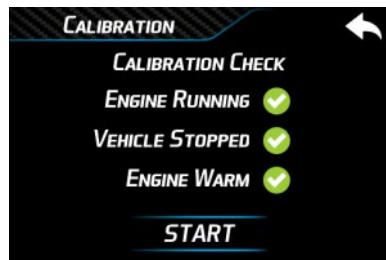 CALIBRATION
CALIBRATION CHECK
ENGINE RUNNING
VEHICLE STOPPED
ENGINE WARM
START